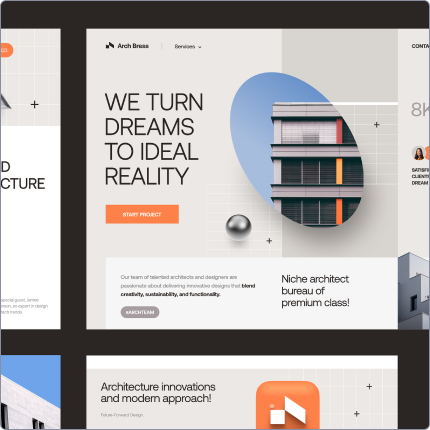 Arch Bress
Services
CONTA
WE TURN
DREAMS
TO IDEAL
REALITY
START PROJECT
8K
SATISFI
CLIENT
DREAM
D
CTURE
Our team of talented architects and designers are
passionate about delivering innovative designs that blend
creativity, sustainability, and functionality.
#ARCHTEAM
Niche architect
bureau of
premium class!
Architecture innovations
and modern approach!
Future-Forward Design.